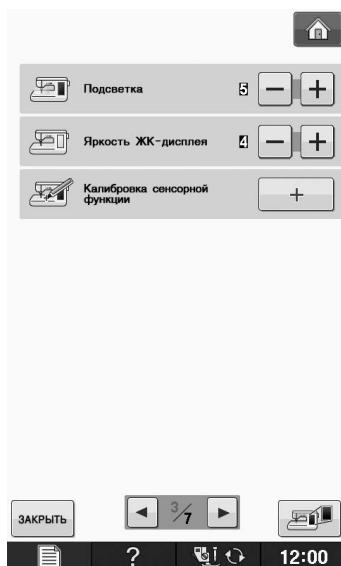 Подсветка 5 − +
Яркость ЖК-дисплея 4 − +
Калибровка сенсорной
функции +
ЗАКРЫТЬ 3/7
? 12:00